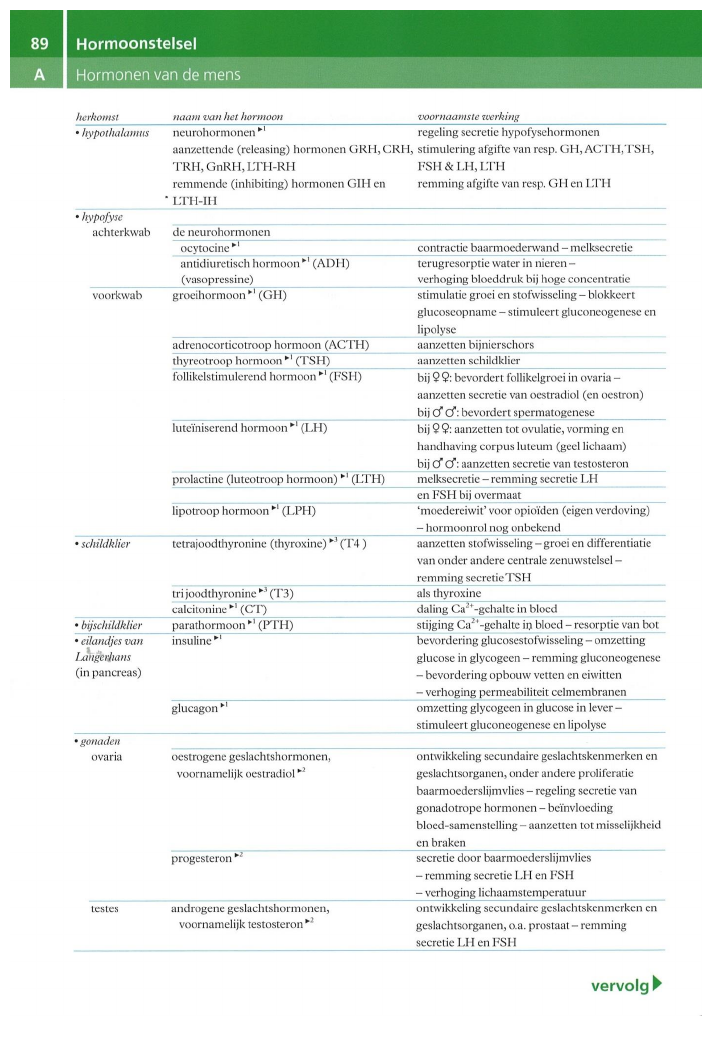 89 Hormoonstelsel
A Hormonen van de mens
herkomst naam van het hormoon voornaamste werking
• hypothalamus neurohormonen ▸1 regeling secretie hypofysehormonen
aanzettende (releasing) hormonen GRH, CRH, stimulering afgifte van resp. GH, ACTH, TSH,
TRH, GnRH, LTH-RH FSH & LH, LTH
remmende (inhibiting) hormonen GIH en remming afgifte van resp. GH en LTH
LTH-IH
• hypofyse
achterkwab de neurohormonen
ocytocine ▸1 contractie baarmoederwand – melksecretie
antidiuretisch hormoon ▸1 (ADH) terugresorptie water in nieren –
(vasopressine) verhoging bloeddruk bij hoge concentratie
voorkwab groeihormoon ▸1 (GH) stimulatie groei en stofwisseling – blokkeert
glucoseopname – stimuleert gluconeogenese en
lipolyse
adrenocorticotroop hormoon (ACTH) aanzetten bijnierschors
thyreotroop hormoon ▸1 (TSH) aanzetten schildklier
follikelstimulerend hormoon ▸1 (FSH) bij ♀♀: bevordert follikelgroei in ovaria –
aanzetten secretie van oestradiol (en oestron)
bij ♂♂: bevordert spermatogenese
luteïniserend hormoon ▸1 (LH) bij ♀♀: aanzetten tot ovulatie, vorming en
handhaving corpus luteum (geel lichaam)
bij ♂♂: aanzetten secretie van testosteron
prolactine (luteotroop hormoon) ▸1 (LTH) melksecretie – remming secretie LH
en FSH bij overmaat
lipotroop hormoon ▸1 (LPH) ‘moedereiwit’ voor opioïden (eigen verdoving)
– hormoonrol nog onbekend
• schildklier tetrajoodthyronine (thyroxine) ▸3 (T4 ) aanzetten stofwisseling – groei en differentiatie
van onder andere centrale zenuwstelsel –
remming secretie TSH
trijoodthyronine ▸3 (T3) als thyroxine
calcitonine ▸1 (CT) daling Ca²⁺-gehalte in bloed
• bijschildklier parathormoon ▸1 (PTH) stijging Ca²⁺-gehalte in bloed – resorptie van bot
• eilandjes van insuline ▸1 bevordering glucosestofwisseling – omzetting
Langerhans glucose in glycogeen – remming gluconeogenese
(in pancreas) – bevordering opbouw vetten en eiwitten
– verhoging permeabiliteit celmembranen
glucagon ▸1 omzetting glycogeen in glucose in lever –
stimuleert gluconeogenese en lipolyse
• gonaden
ovaria oestrogene geslachtshormonen, ontwikkeling secundaire geslachtskenmerken en
voornamelijk oestradiol ▸2 geslachtsorganen, onder andere proliferatie
baarmoederslijmvlies – regeling secretie van
gonadotrope hormonen – beïnvloeding
bloed-samenstelling – aanzetten tot misselijkheid
en braken
progesteron ▸2 secretie door baarmoederslijmvlies
– remming secretie LH en FSH
– verhoging lichaamstemperatuur
testes androgene geslachtshormonen, ontwikkeling secundaire geslachtskenmerken en
voornamelijk testosteron ▸2 geslachtsorganen, o.a. prostaat – remming
secretie LH en FSH
vervolg ▸